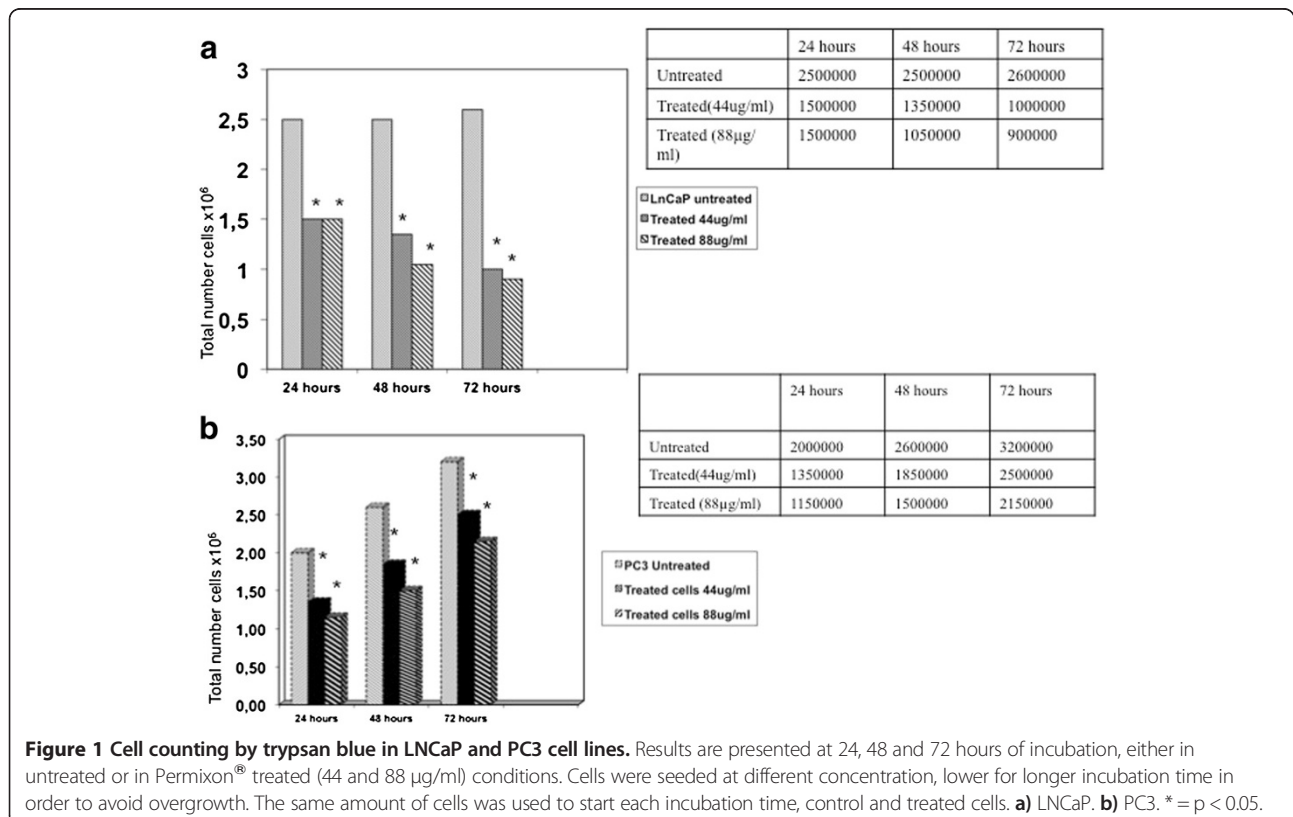 a
3
2,5
2
1,5
1
0,5
0
Total number cells x10⁶
* *
* *
* *
24 hours 48 hours 72 hours
24 hours 48 hours 72 hours
Untreated 2500000 2500000 2600000
Treated(44ug/ml) 1500000 1350000 1000000
Treated (88µg/ 1500000 1050000 900000
ml)
LnCaP untreated
Treated 44ug/ml
Treated 88ug/ml
b
3,50
3,00
2,50
2,00
1,50
1,00
0,50
0,00
Total number cells x10⁶
* *
* *
* *
24 hours 48 hours 72 hours
24 hours 48 hours 72 hours
Untreated 2000000 2600000 3200000
Treated(44ug/ml) 1350000 1850000 2500000
Treated (88µg/ml) 1150000 1500000 2150000
PC3 Untreated
Treated cells 44ug/ml
Treated cells 88ug/ml
Figure 1 Cell counting by trypsan blue in LNCaP and PC3 cell lines. Results are presented at 24, 48 and 72 hours of incubation, either in
untreated or in Permixon® treated (44 and 88 μg/ml) conditions. Cells were seeded at different concentration, lower for longer incubation time in
order to avoid overgrowth. The same amount of cells was used to start each incubation time, control and treated cells. a) LNCaP. b) PC3. * = p < 0.05.